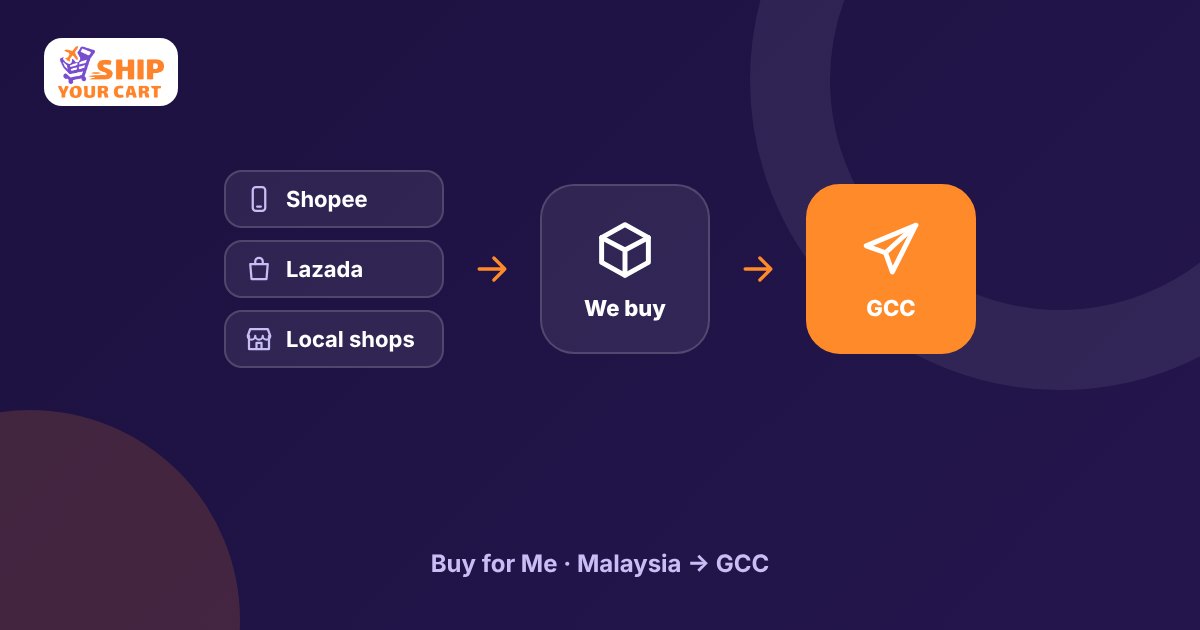 SHIP
YOUR CART
Shopee
Lazada
Local shops
We buy
GCC
Buy for Me · Malaysia → GCC